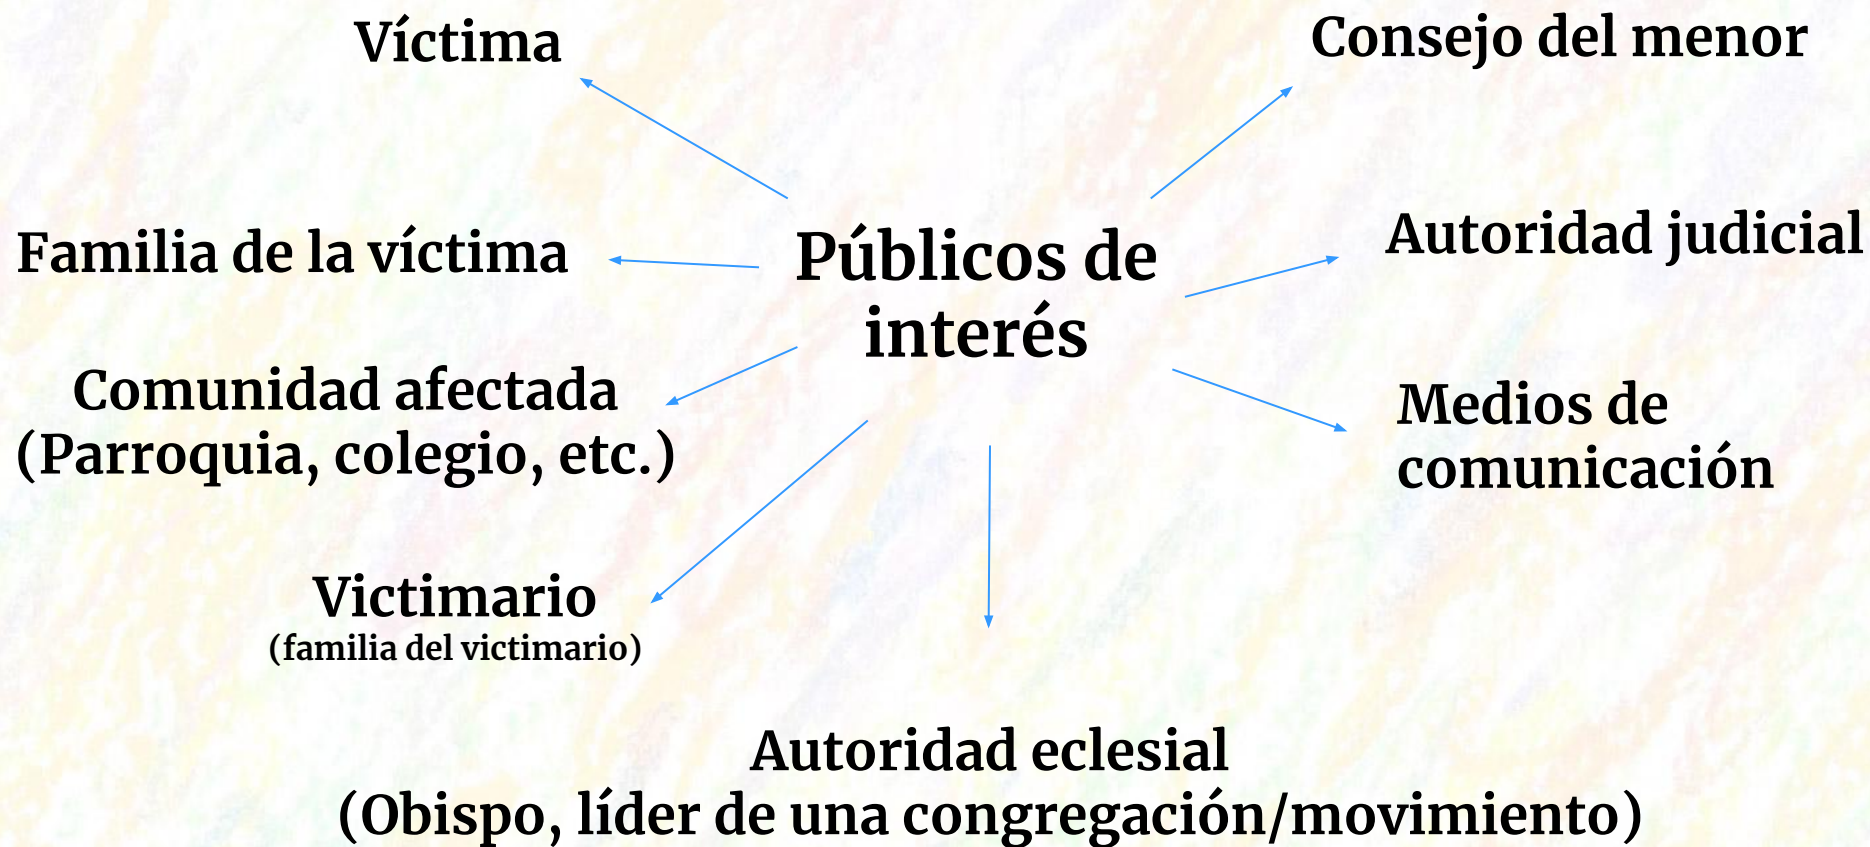 Víctima
Consejo del menor
Familia de la víctima
Públicos de
interés
Autoridad judicial
Comunidad afectada
(Parroquia, colegio, etc.)
Medios de
comunicación
Victimario
(familia del victimario)
Autoridad eclesial
(Obispo, líder de una congregación/movimiento)